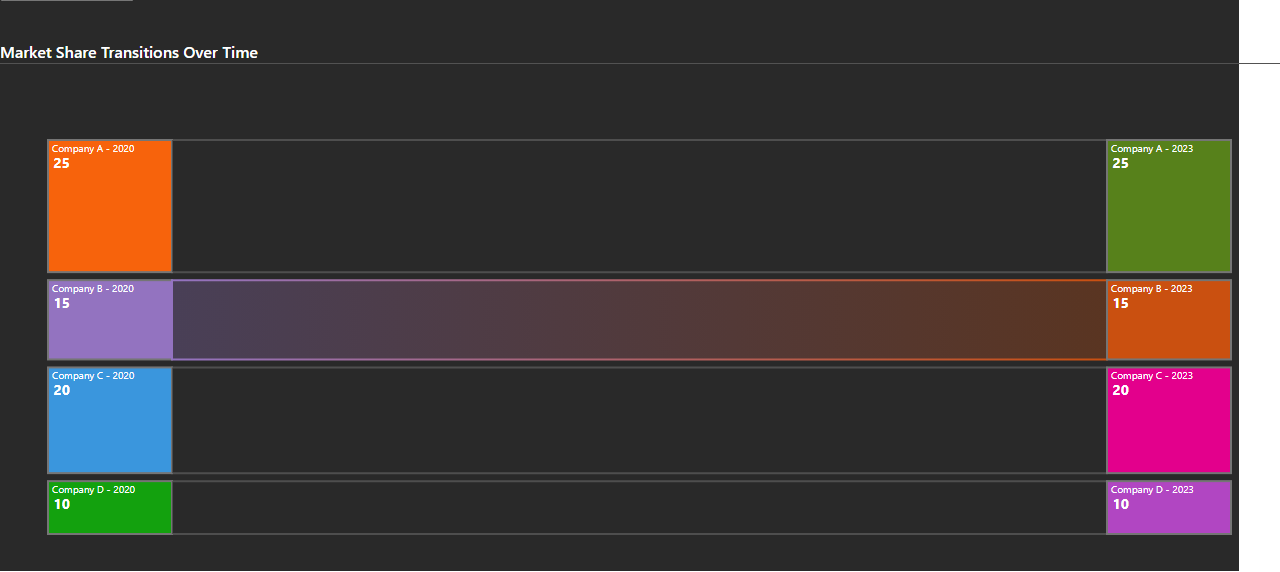 Market Share Transitions Over Time
Company A - 2020
25
Company A - 2023
25
Company B - 2020
15
Company B - 2023
15
Company C - 2020
20
Company C - 2023
20
Company D - 2020
10
Company D - 2023
10